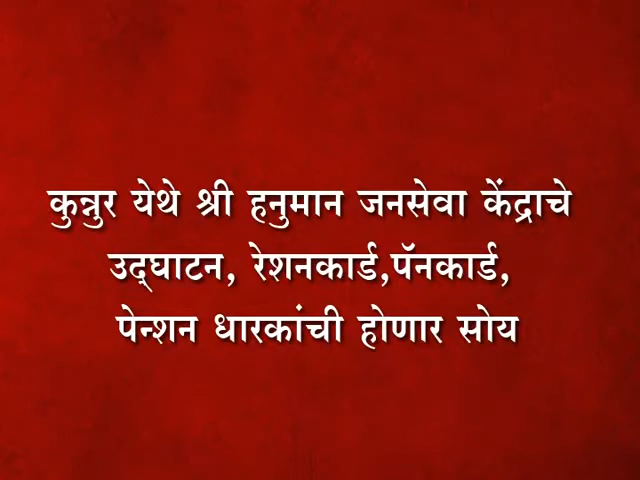 कुन्नुर येथे श्री हनुमान जनसेवा केंद्राचे
उद्‌घाटन, रेशनकार्ड,पॅनकार्ड,
पेन्शन धारकांची होणार सोय